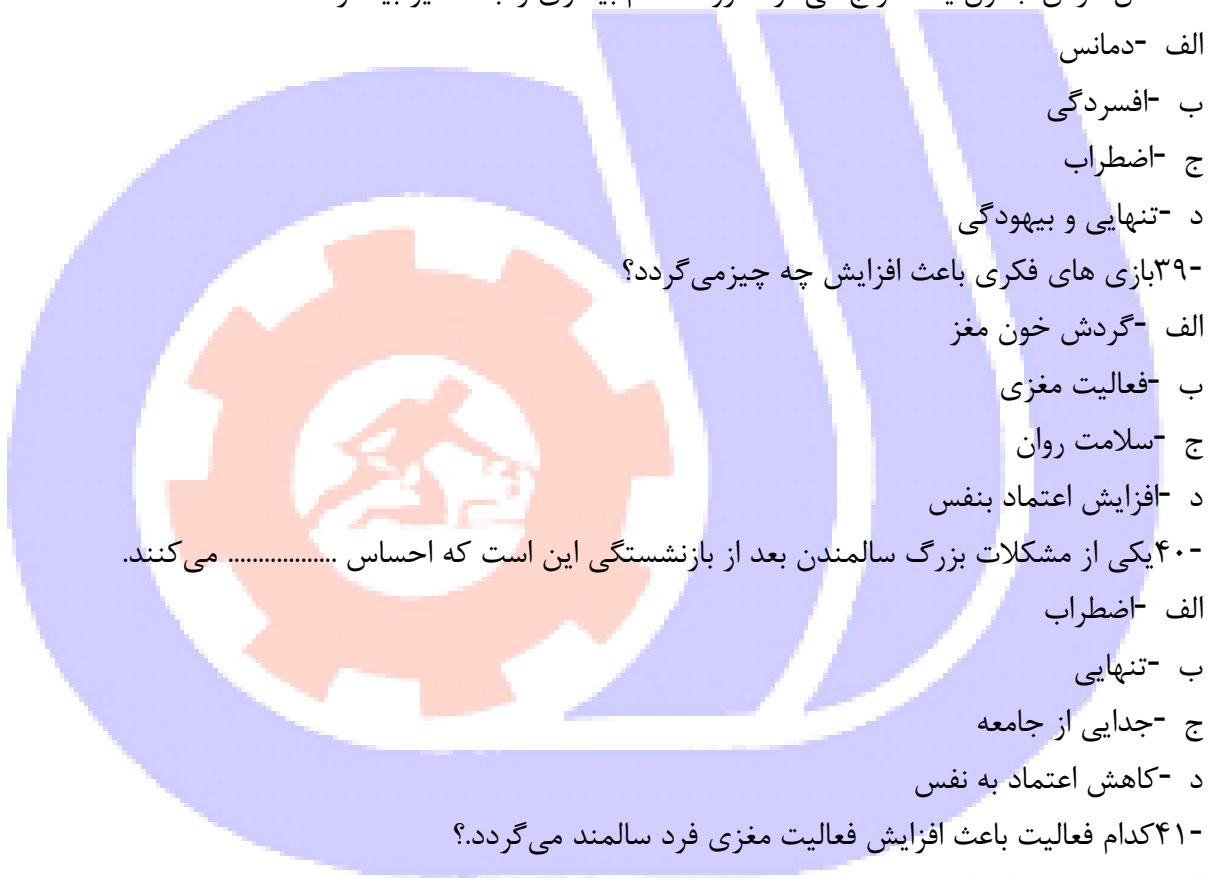 الف -دمانس
ب -افسردگی
ج -اضطراب
د -تنهایی و بیهودگی
-۳۹بازی های فکری باعث افزایش چه چیزمی‌گردد؟
الف -گردش خون مغز
ب -فعالیت مغزی
ج -سلامت روان
د -افزایش اعتماد بنفس
-۴۰یکی از مشکلات بزرگ سالمندن بعد از بازنشستگی این است که احساس ................. می‌کنند.
الف -اضطراب
ب -تنهایی
ج -جدایی از جامعه
د -کاهش اعتماد به نفس
-۴۱کدام فعالیت باعث افزایش فعالیت مغزی فرد سالمند می‌گردد.؟